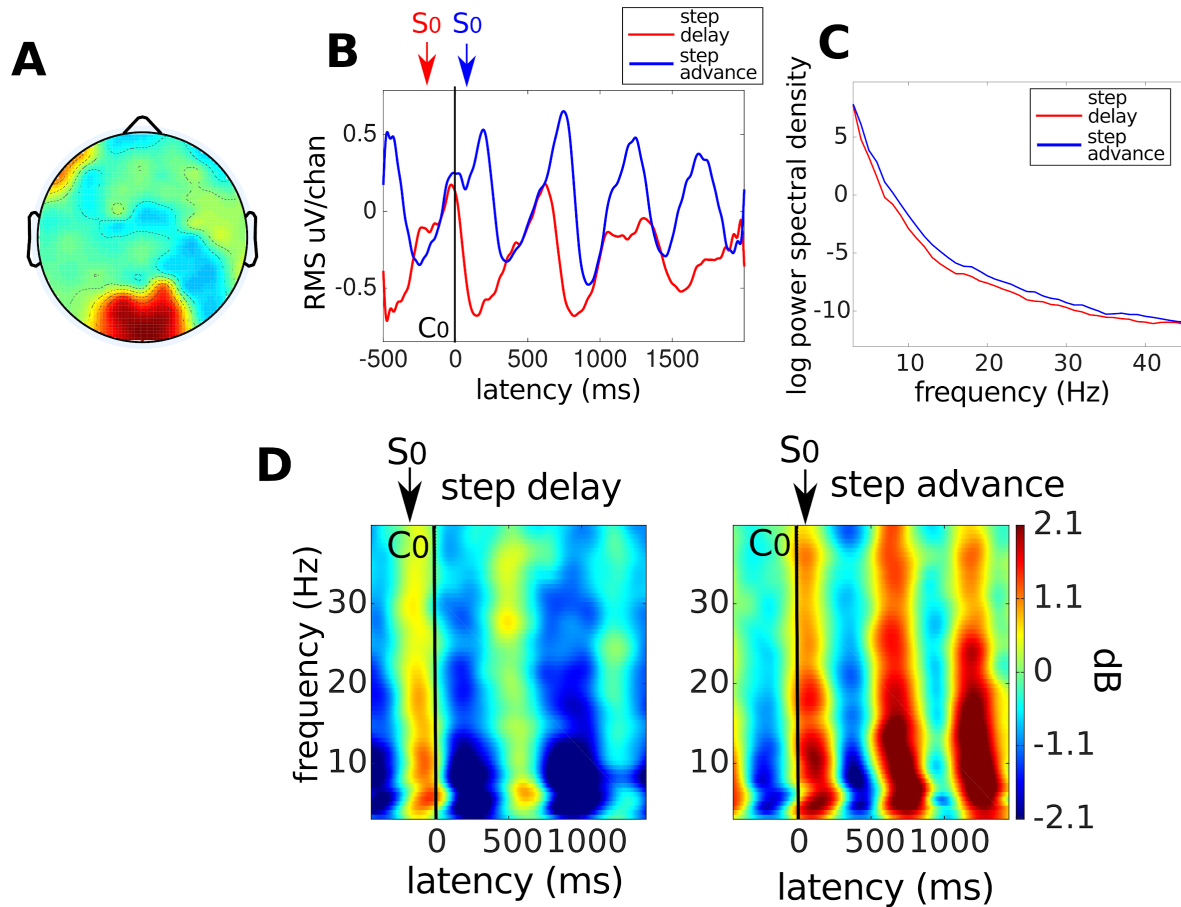 A
B
S0
S0
step
delay
step
advance
RMS uV/chan
0.5
0
-0.5
C0
-500
0
500
1000
1500
latency (ms)
C
step
delay
step
advance
log power spectral density
5
0
-5
-10
10
20
30
40
frequency (Hz)
D
S0
step delay
C0
frequency (Hz)
30
20
10
0
500
1000
latency (ms)
S0
step advance
C0
30
20
10
0
500
1000
latency (ms)
2.1
1.1
0
-1.1
-2.1
dB